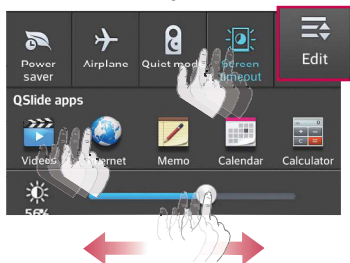 Power saver
Airplane
Quiet mode
Screen timeout
Edit
QSlide apps
Videos
Memo
Calendar
Calculator
56%